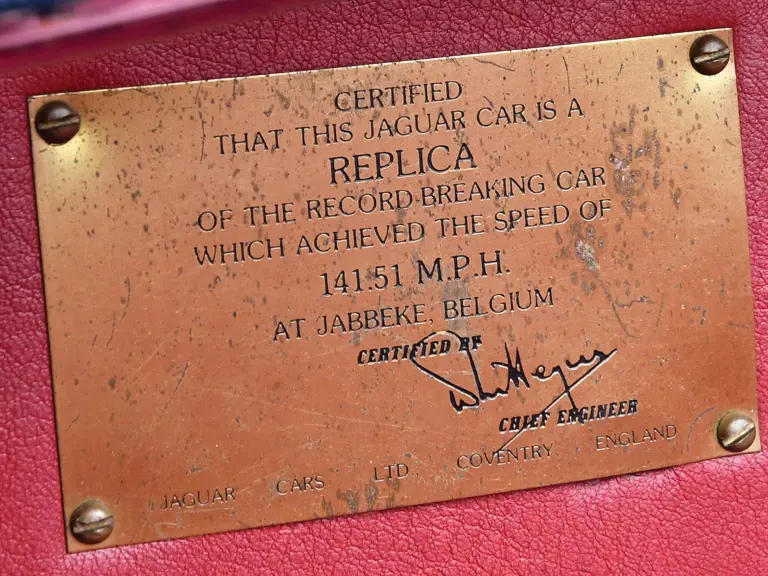 CERTIFIED
THAT THIS JAGUAR CAR IS A
REPLICA
OF THE RECORD-BREAKING CAR
WHICH ACHIEVED THE SPEED OF
141.51 M.P.H.
AT JABBEKE, BELGIUM
CERTIFIED BY
CHIEF ENGINEER
JAGUAR CARS LTD. COVENTRY. ENGLAND